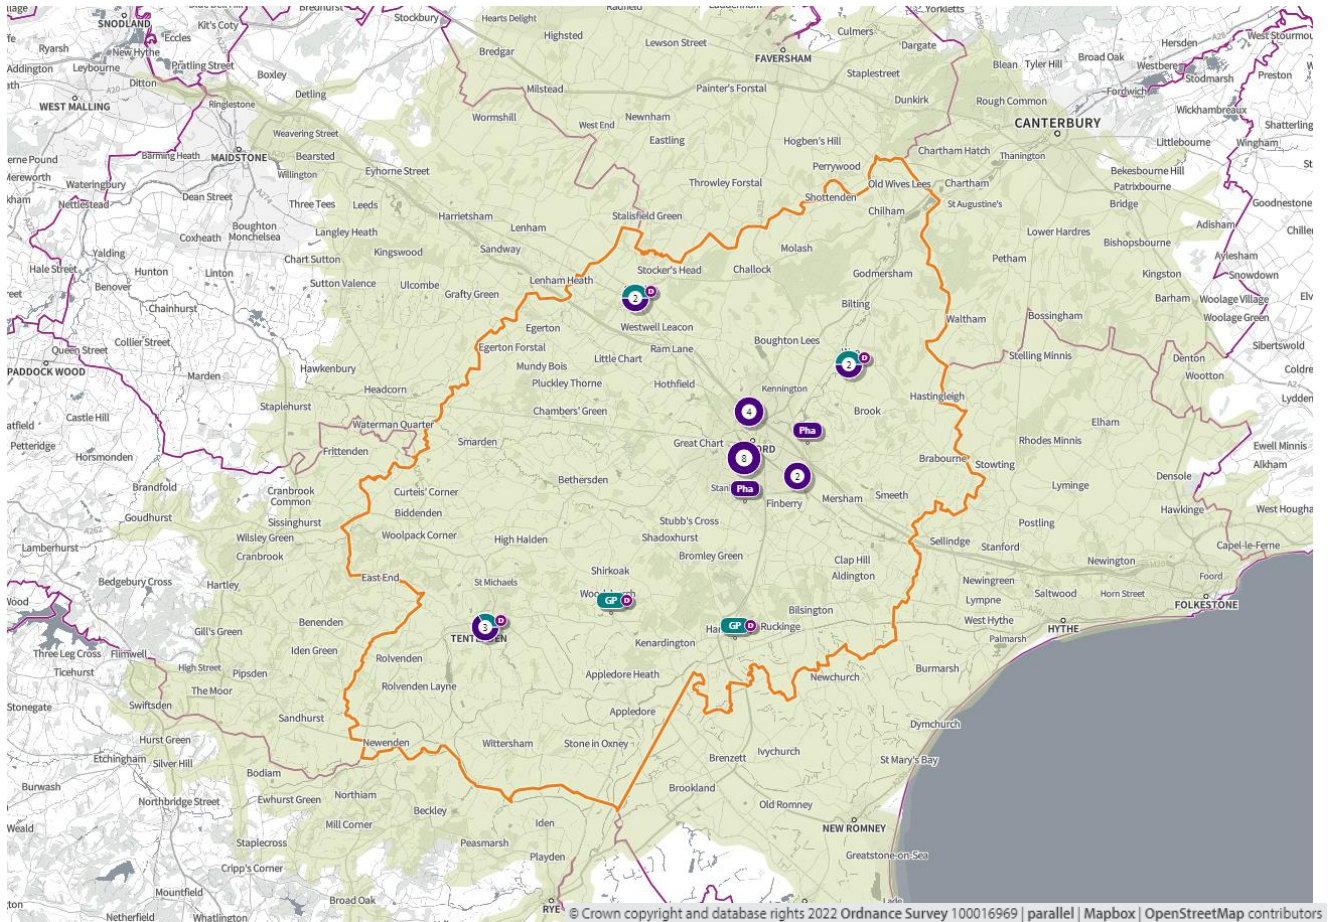 SNODLAND
Kit's Coty
Eccles
New Hythe
Ryarsh
Addington
Leybourne
Pratling Street
Ditton
Boxley
Detling
Stockbury
Hearts Delight
Bredgar
Highsted
Lewson Street
FAVERSHAM
Culmers
Dargate
Yorkletts
Blean
Tyler Hill
Broad Oak
Hersden
Westbere
Stodmarsh
Fordwich
Preston
Wickhambreaux
Staplestreet
Painter's Forstal
Milstead
WEST MALLING
A20
Ringlestone
Wormshill
West End
Newnham
Eastling
Dunkirk
Rough Common
CANTERBURY
Littlebourne
Wingham
Weavering Street
Bearsted
Willington
MAIDSTONE
Barming Heath
Hogben's Hill
Perrywood
Chartham Hatch
Thanington
Eyhorne Street
Wateringbury
Nettlestead
Dean Street
A274
Three Tees
Leeds
Harrietsham
Throwley Forstal
A251
Shottenden
Old Wives Lees
Chartham
St Augustine's
Chilham
Bekesbourne Hill
Patrixbourne
Bridge
Goodnestone
Adisham
Coxheath
Boughton
Monchelsea
Langley Heath
Lenham
Stalisfield Green
Lower Hardres
Bishopsbourne
Aylesham
Snowdown
Yalding
Hunton
Linton
Chart Sutton
Kingswood
Sandway
Molash
Petham
Hale Street
Benover
Sutton Valence
Ulcombe
Grafty Green
Lenham Heath
Stocker's Head
Challock
Godmersham
Kingston
Barham
Woolage Village
Woolage Green
Chainhurst
2
D
Bilting
Waltham
Bossingham
Egerton
Westwell Leacon
Boughton Lees
Collier Street
Queen Street
PADDOCK WOOD
Egerton Forstal
Ram Lane
Little Chart
2
D
Stelling Minnis
Denton
Wootton
Sibertswold
Mundy Bois
Pluckley Thorne
Hothfield
Kennington
Hawkenbury
Marden
Headcorn
Hastingleigh
Staplehurst
Chambers' Green
4
Brook
Castle Hill
Waterman Quarter
Pha
Elham
Petteridge
Horsmonden
Smarden
Great Chart
8
Rhodes Minnis
Ewell Minnis
Alkham
Frittenden
Brabourne
Stowting
Brandfold
Cranbrook
Common
Bethersden
2
Densole
Pha
Lyminge
Goudhurst
Curteis' Corner
Biddenden
Mersham
Smeeth
Finberry
Hawkinge
Sissinghurst
A262
Wilsley Green
Cranbrook
Woolpack Corner
High Halden
Stubb's Cross
Shadoxhurst
Postling
Lamberhurst
Sellindge
Stanford
Capel-le-Ferne
Bromley Green
Clap Hill
Aldington
Newington
Bedgebury Cross
Hartley
East End
St Michaels
Shirkoak
Newingreen
Lympne
Saltwood
Horn Street
Foord
FOLKESTONE
GP
D
Bilsington
Benenden
Gill's Green
3
D
GP
D
Ruckinge
West Hythe
HYTHE
Palmarsh
Three Leg Cross
Flimwell
Ticehurst
Iden Green
Rolvenden
Kenardington
High Street
Pipsden
The Moor
Rolvenden Layne
Appledore Heath
Newchurch
Burmarsh
Stonegate
Swiftsden
Sandhurst
Appledore
Dymchurch
Hurst Green
Newenden
Wittersham
Stone in Oxney
Ivychurch
Etchingham
Silver Hill
Brenzett
St Mary's Bay
Bodiam
Burwash
Northbridge Street
Ewhurst Green
Northiam
Beckley
Brookland
Old Romney
Mill Corner
Iden
NEW ROMNEY
Staplecross
Peasmarsh
Playden
Greatstone-on-Sea
Cripp's Corner
Mountfield
Broad Oak
RYE
Netherfield
Whatlington
© Crown copyright and database rights 2022 Ordnance Survey 100016969 | parallel | Mapbox | OpenStreetMap contributors